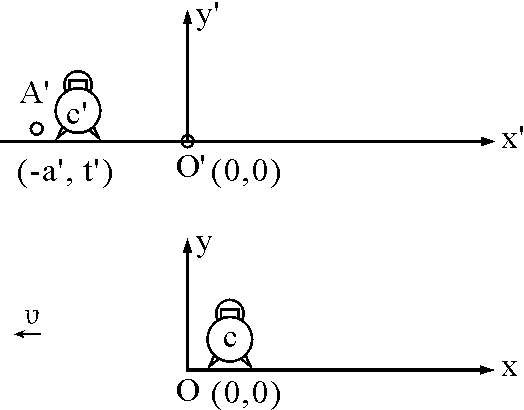 y'
A'
c'
x'
(-a', t')
O' (0,0)
y
υ
c
x
O (0,0)